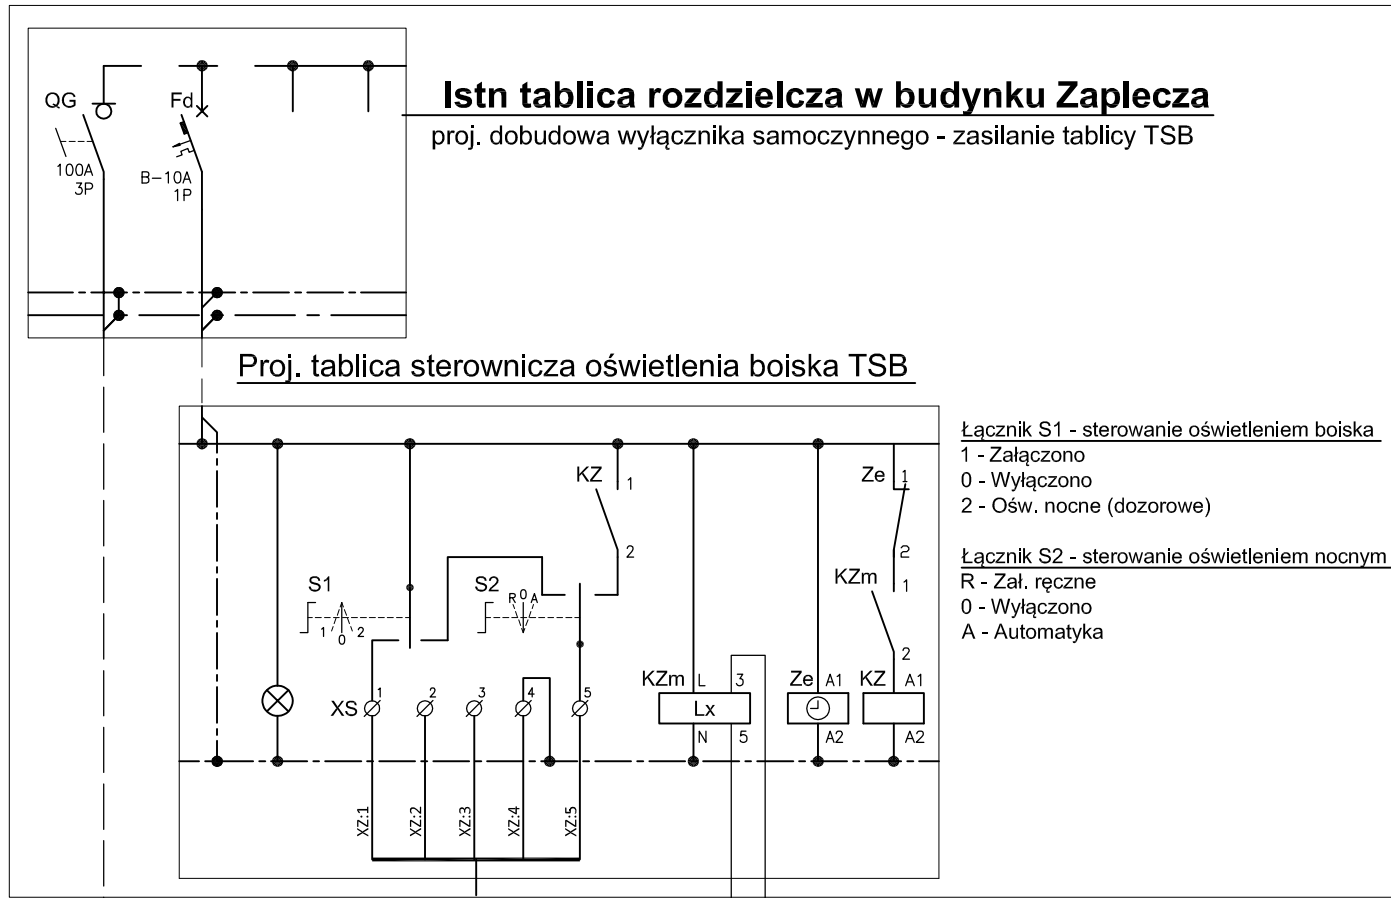 Istn tablica rozdzielcza w budynku Zaplecza
proj. dobudowa wyłącznika samoczynnego - zasilanie tablicy TSB
QG
Fd
100A
3P
B-10A
1P
Proj. tablica sterownicza oświetlenia boiska TSB
Łącznik S1 - sterowanie oświetleniem boiska
1 - Załączono
0 - Wyłączono
2 - Ośw. nocne (dozorowe)
Łącznik S2 - sterowanie oświetleniem nocnym
R - Zał. ręczne
0 - Wyłączono
A - Automatyka
KZ
1
2
Ze
1
2
KZm
1
2
S1
1 0 2
S2
R 0 A
XS
1
2
3
4
5
KZm
L
3
Lx
N
5
Ze
A1
A2
KZ
A1
A2
XZ:1
XZ:2
XZ:3
XZ:4
XZ:5